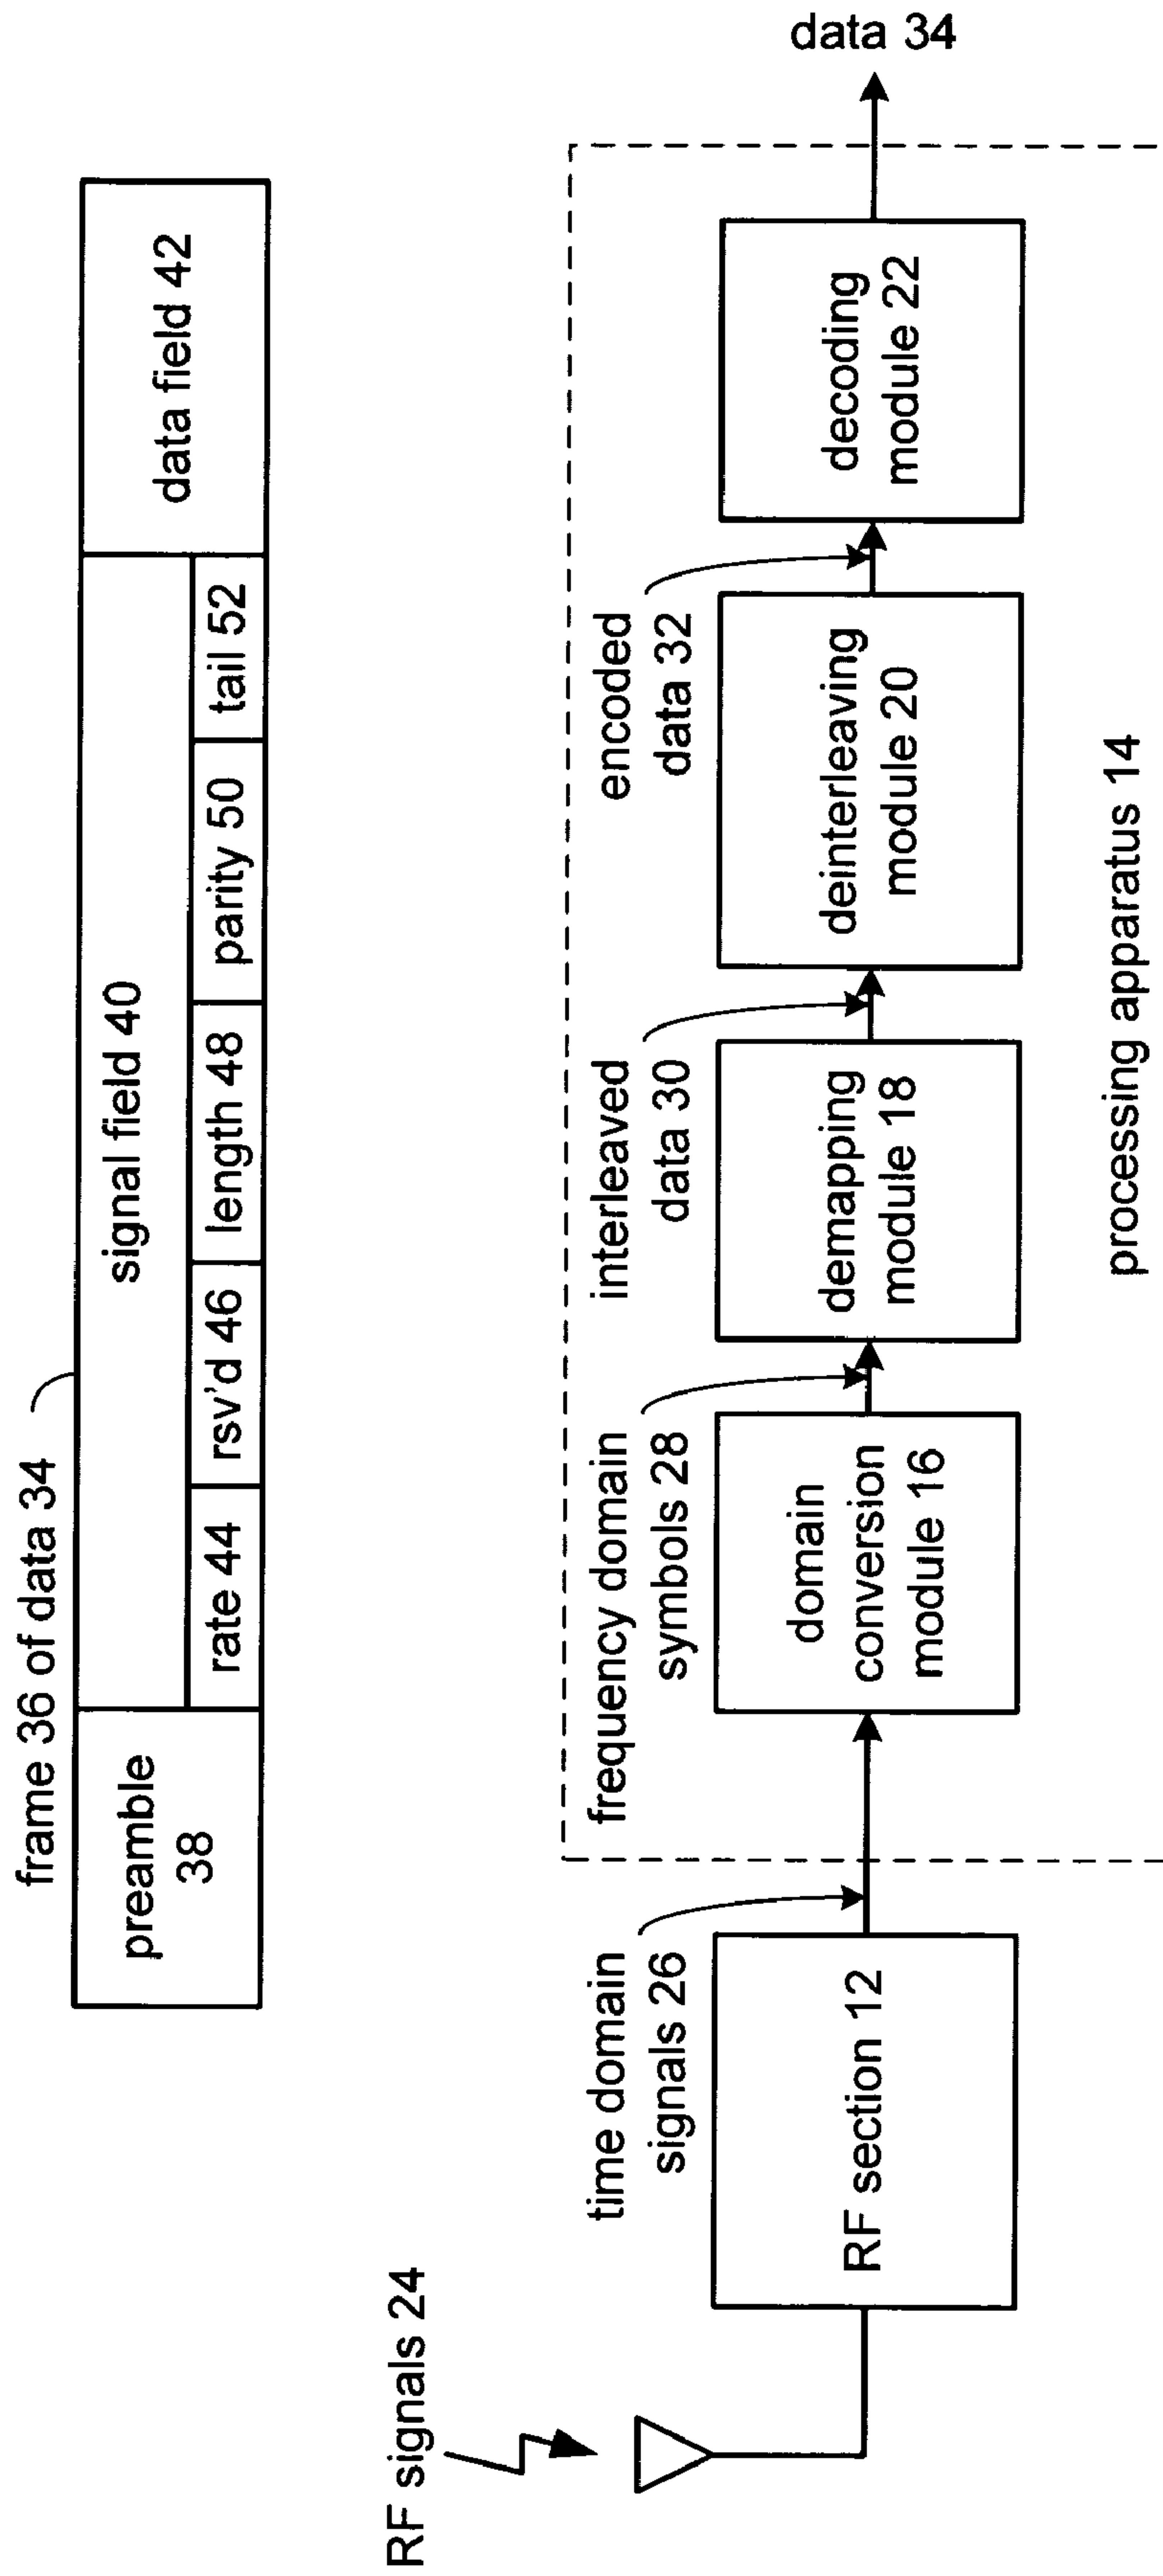 frame 36 of data 34
preamble
38
signal field 40
rate 44
rsv'd 46
length 48
parity 50
tail 52
data field 42
RF signals 24
RF section 12
time domain
signals 26
domain
conversion
module 16
frequency domain
symbols 28
demapping
module 18
interleaved
data 30
deinterleaving
module 20
encoded
data 32
decoding
module 22
data 34
processing apparatus 14